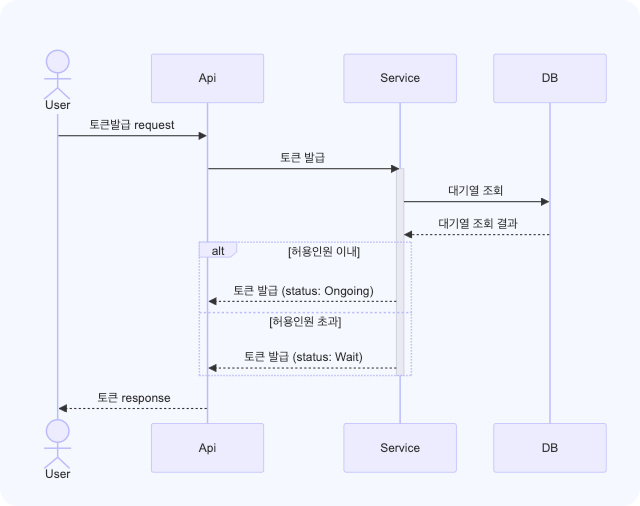 User
Api
Service
DB
토큰발급 request
토큰 발급
대기열 조회
대기열 조회 결과
alt
[허용인원 이내]
토큰 발급 (status: Ongoing)
[허용인원 초과]
토큰 발급 (status: Wait)
토큰 response
User
Api
Service
DB